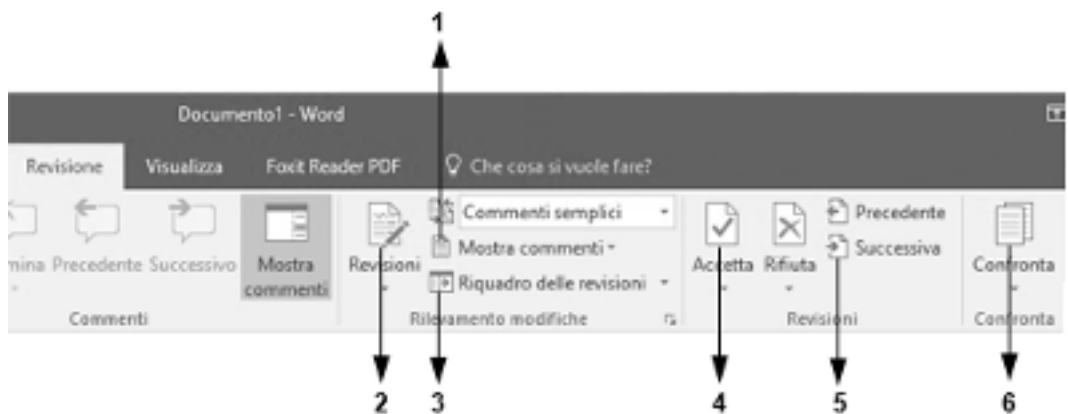 1
Documento1 - Word
Revisione Visualizza Foxit Reader PDF Che cosa si vuole fare?
Commenti semplici
Precedente
Mostra commenti
Successiva
mina Precedente Successivo Mostra commenti
Revisioni
Riquadro delle revisioni
Accetta Rifiuta
Confronta
Commenti Rilevamento modifiche Revisioni Confronta
2 3 4 5 6